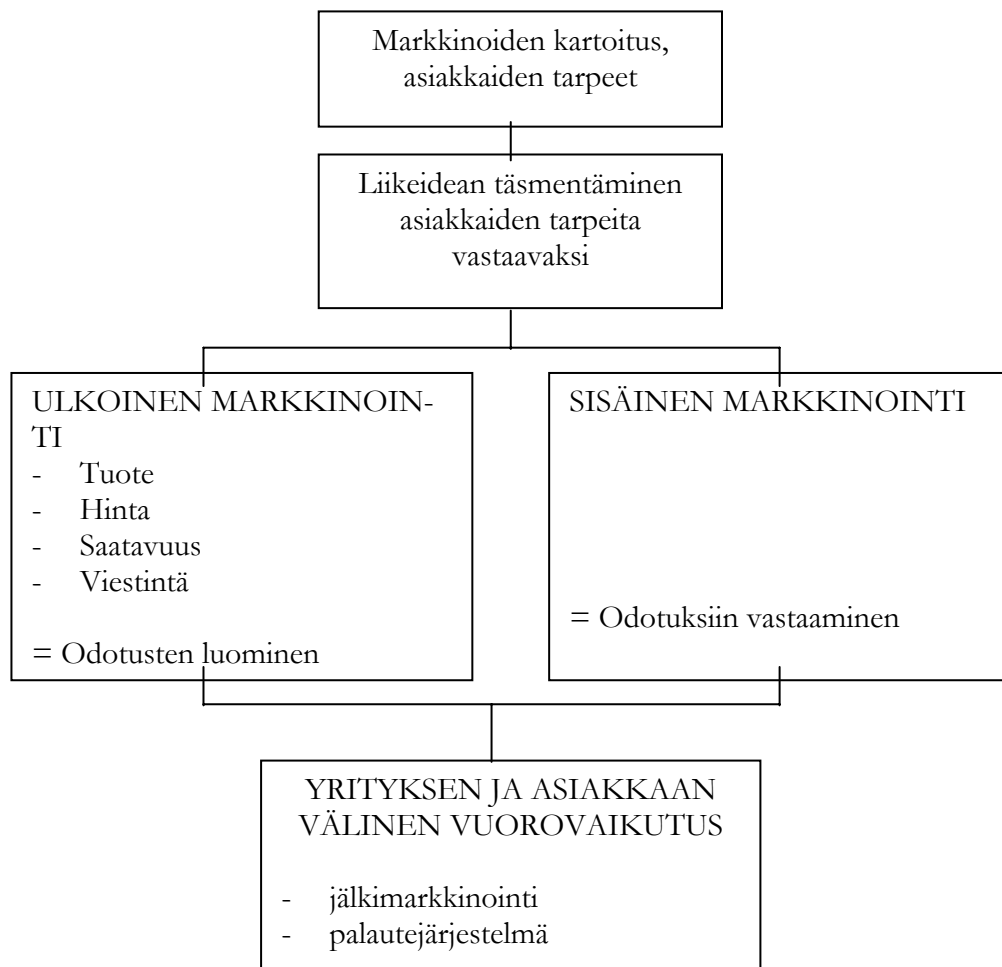 Markkinoiden kartoitus,
asiakkaiden tarpeet
Liikeidean täsmentäminen
asiakkaiden tarpeita
vastaavaksi
ULKOINEN MARKKINOIN-
TI
- Tuote
- Hinta
- Saatavuus
- Viestintä
= Odotusten luominen
SISÄINEN MARKKINOINTI
= Odotuksiin vastaaminen
YRITYKSEN JA ASIAKKAAN
VÄLINEN VUOROVAIKUTUS
- jälkimarkkinointi
- palautejärjestelmä